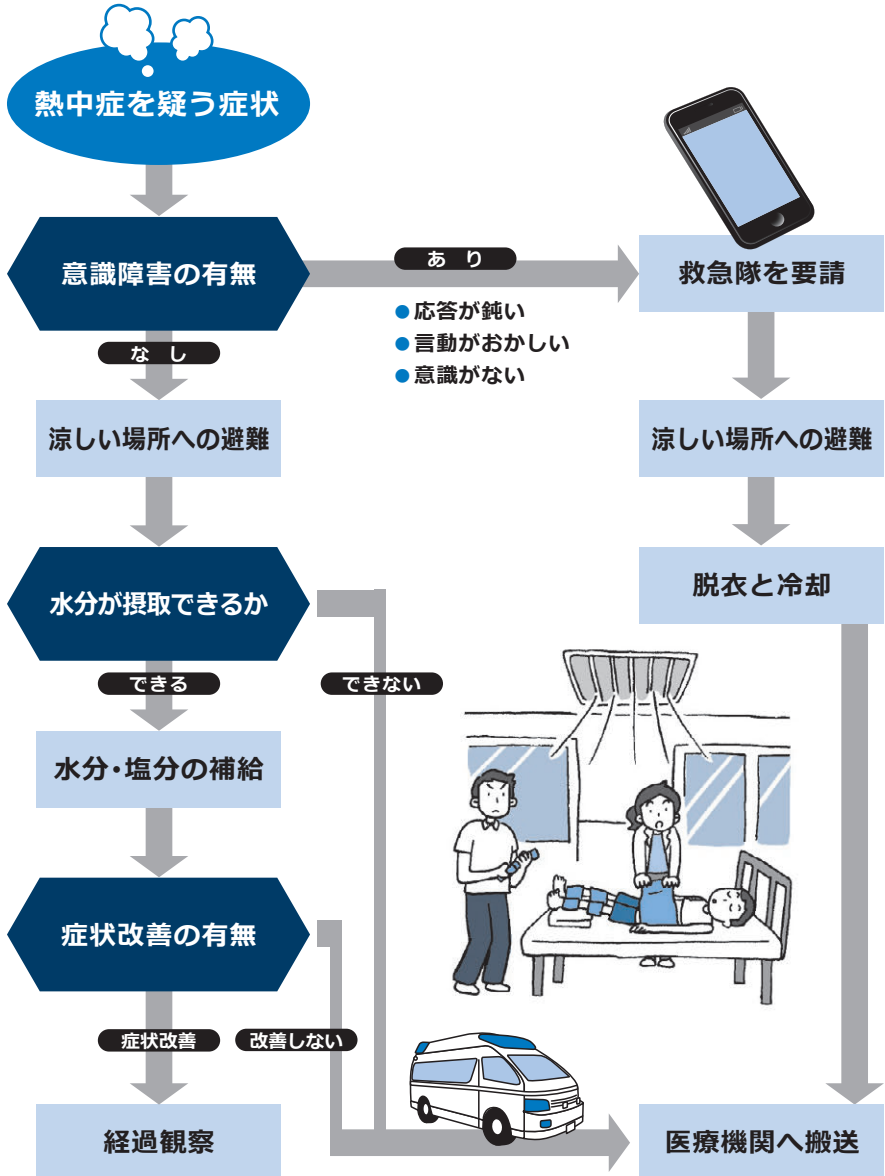 熱中症を疑う症状
意識障害の有無
あり
救急隊を要請
●応答が鈍い
●言動がおかしい
●意識がない
なし
涼しい場所への避難
涼しい場所への避難
水分が摂取できるか
脱衣と冷却
できる
できない
水分・塩分の補給
症状改善の有無
症状改善
改善しない
経過観察
医療機関へ搬送